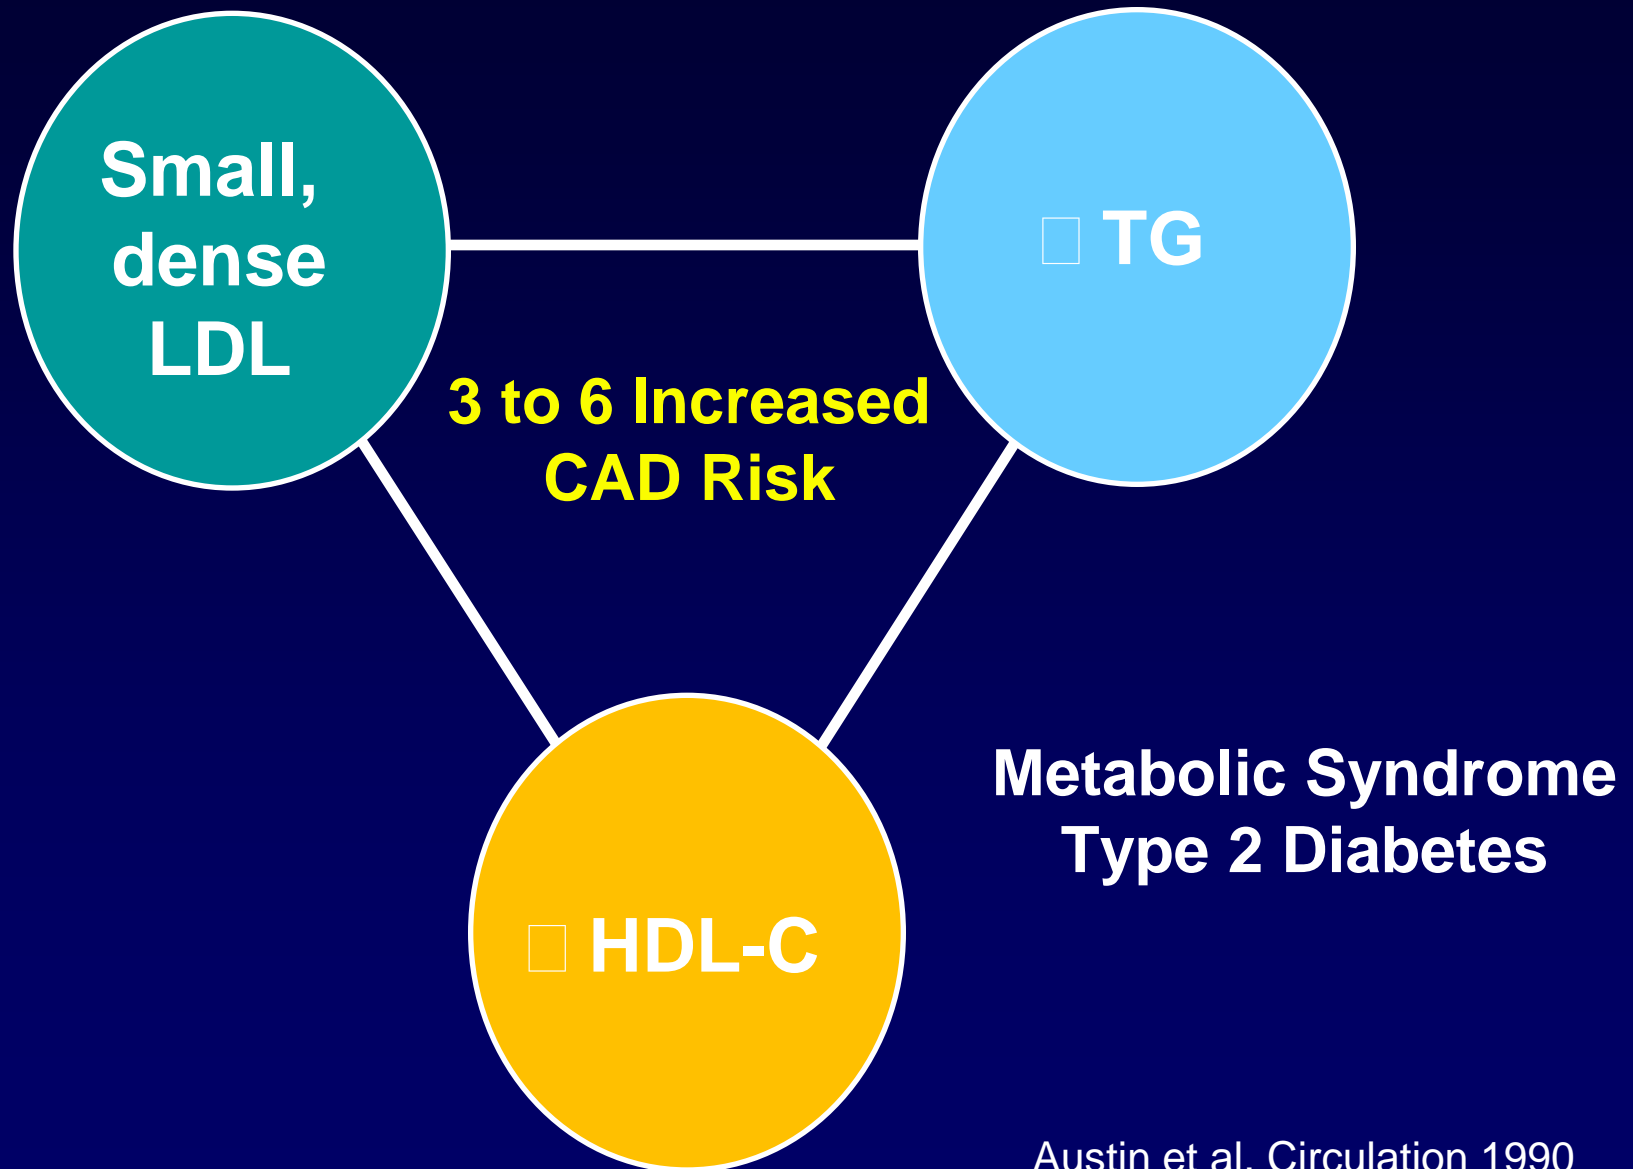 Small,
dense
LDL
□ TG
3 to 6 Increased
CAD Risk
Metabolic Syndrome
Type 2 Diabetes
□ HDL-C
Austin et al. Circulation 1990